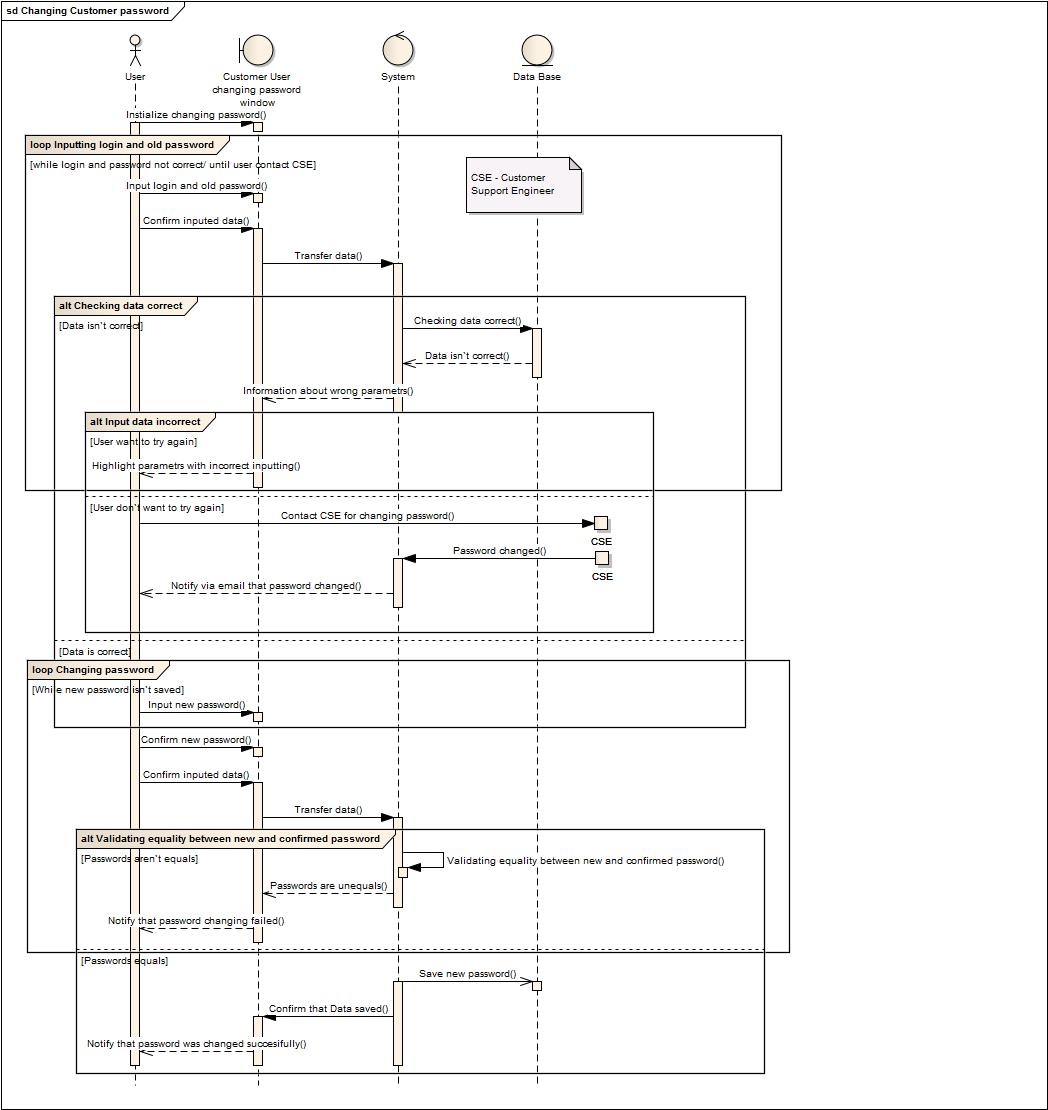 sd Changing Customer password
User
Customer User
changing password
window
System
Data Base
Instialize changing password()
loop Inputting login and old password
[while login and password not correct/ until user contact CSE]
CSE - Customer
Support Engineer
Input login and old password()
Confirm inputed data()
Transfer data()
alt Checking data correct
[Data isn`t correct]
Checking data correct()
Data isn`t correct()
Information about wrong parametrs()
alt Input data incorrect
[User want to try again]
Highlight parametrs with incorrect inputting()
[User don`t want to try again]
Contact CSE for changing password()
CSE
Password changed()
CSE
Notify via email that password changed()
[Data is correct]
loop Changing password
[While new password isn`t saved]
Input new password()
Confirm new password()
Confirm inputed data()
Transfer data()
alt Validating equality between new and confirmed password
[Passwords aren`t equals]
Validating equality between new and confirmed password()
Passwords are unequals()
Notify that password changing failed()
[Passwords equals]
Save new password()
Confirm that Data saved()
Notify that password was changed succesifully()